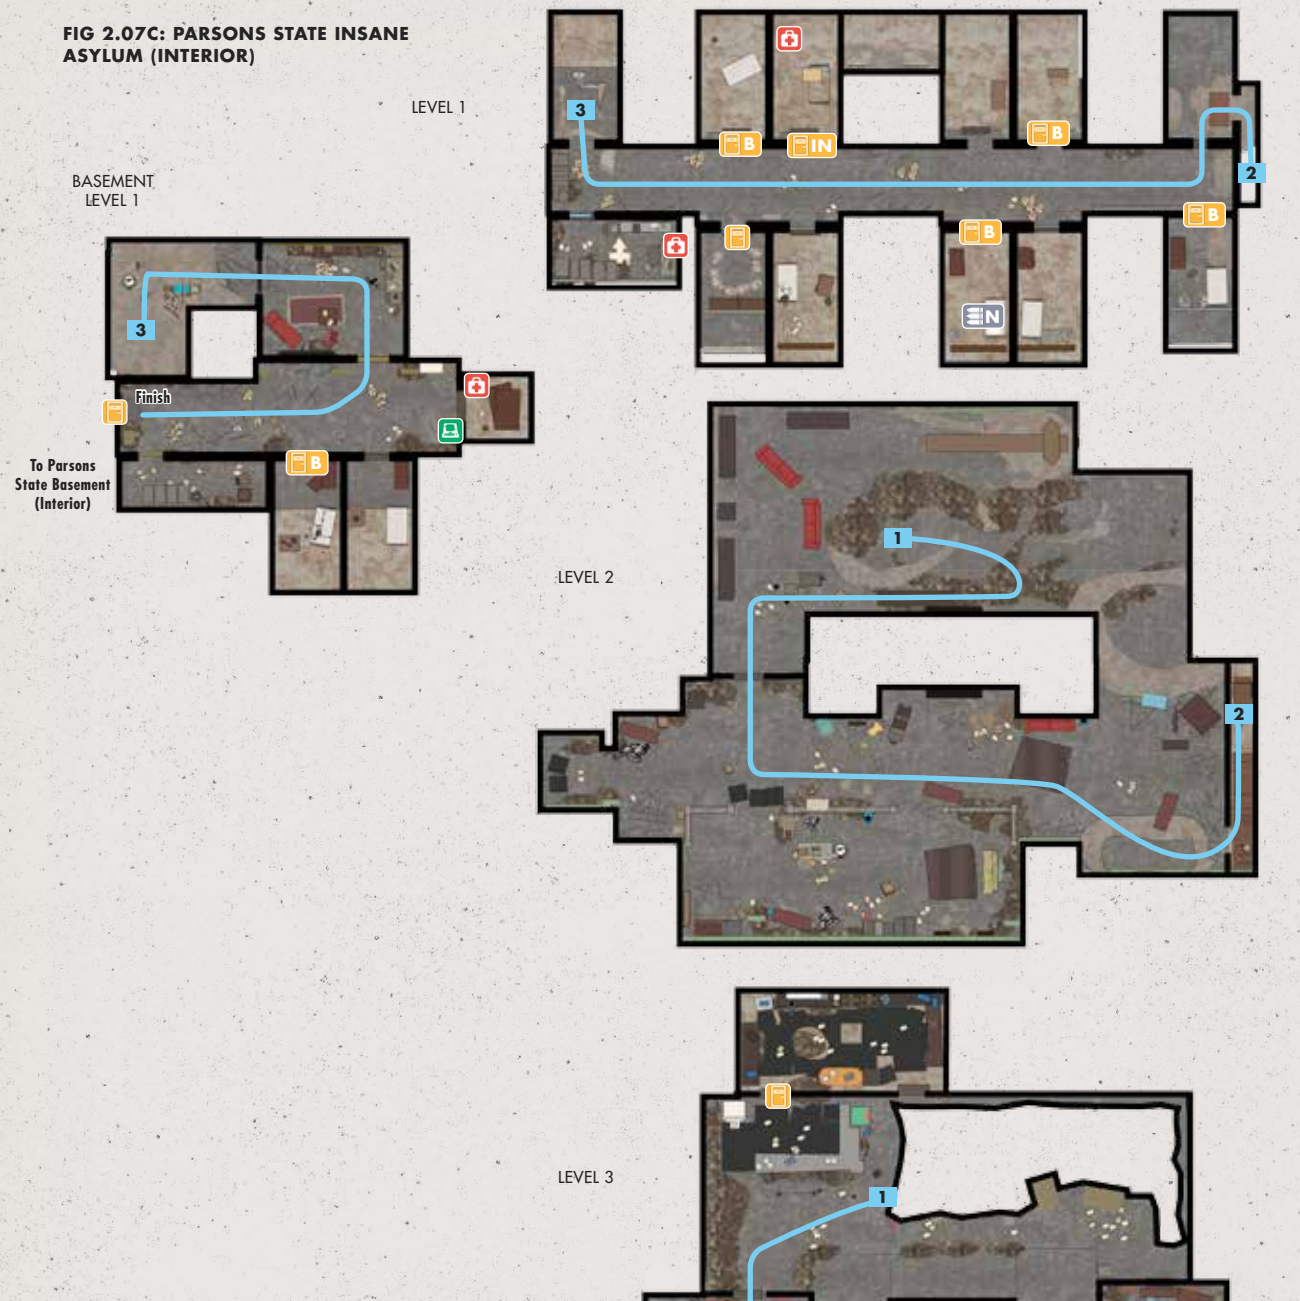 FIG 2.07C: PARSONS STATE INSANE
ASYLUM (INTERIOR)
LEVEL 1
3
B
IN
B
2
B
B
N
BASEMENT
LEVEL 1
3
Finish
B
To Parsons
State Basement
(Interior)
1
LEVEL 2
2
LEVEL 3
1